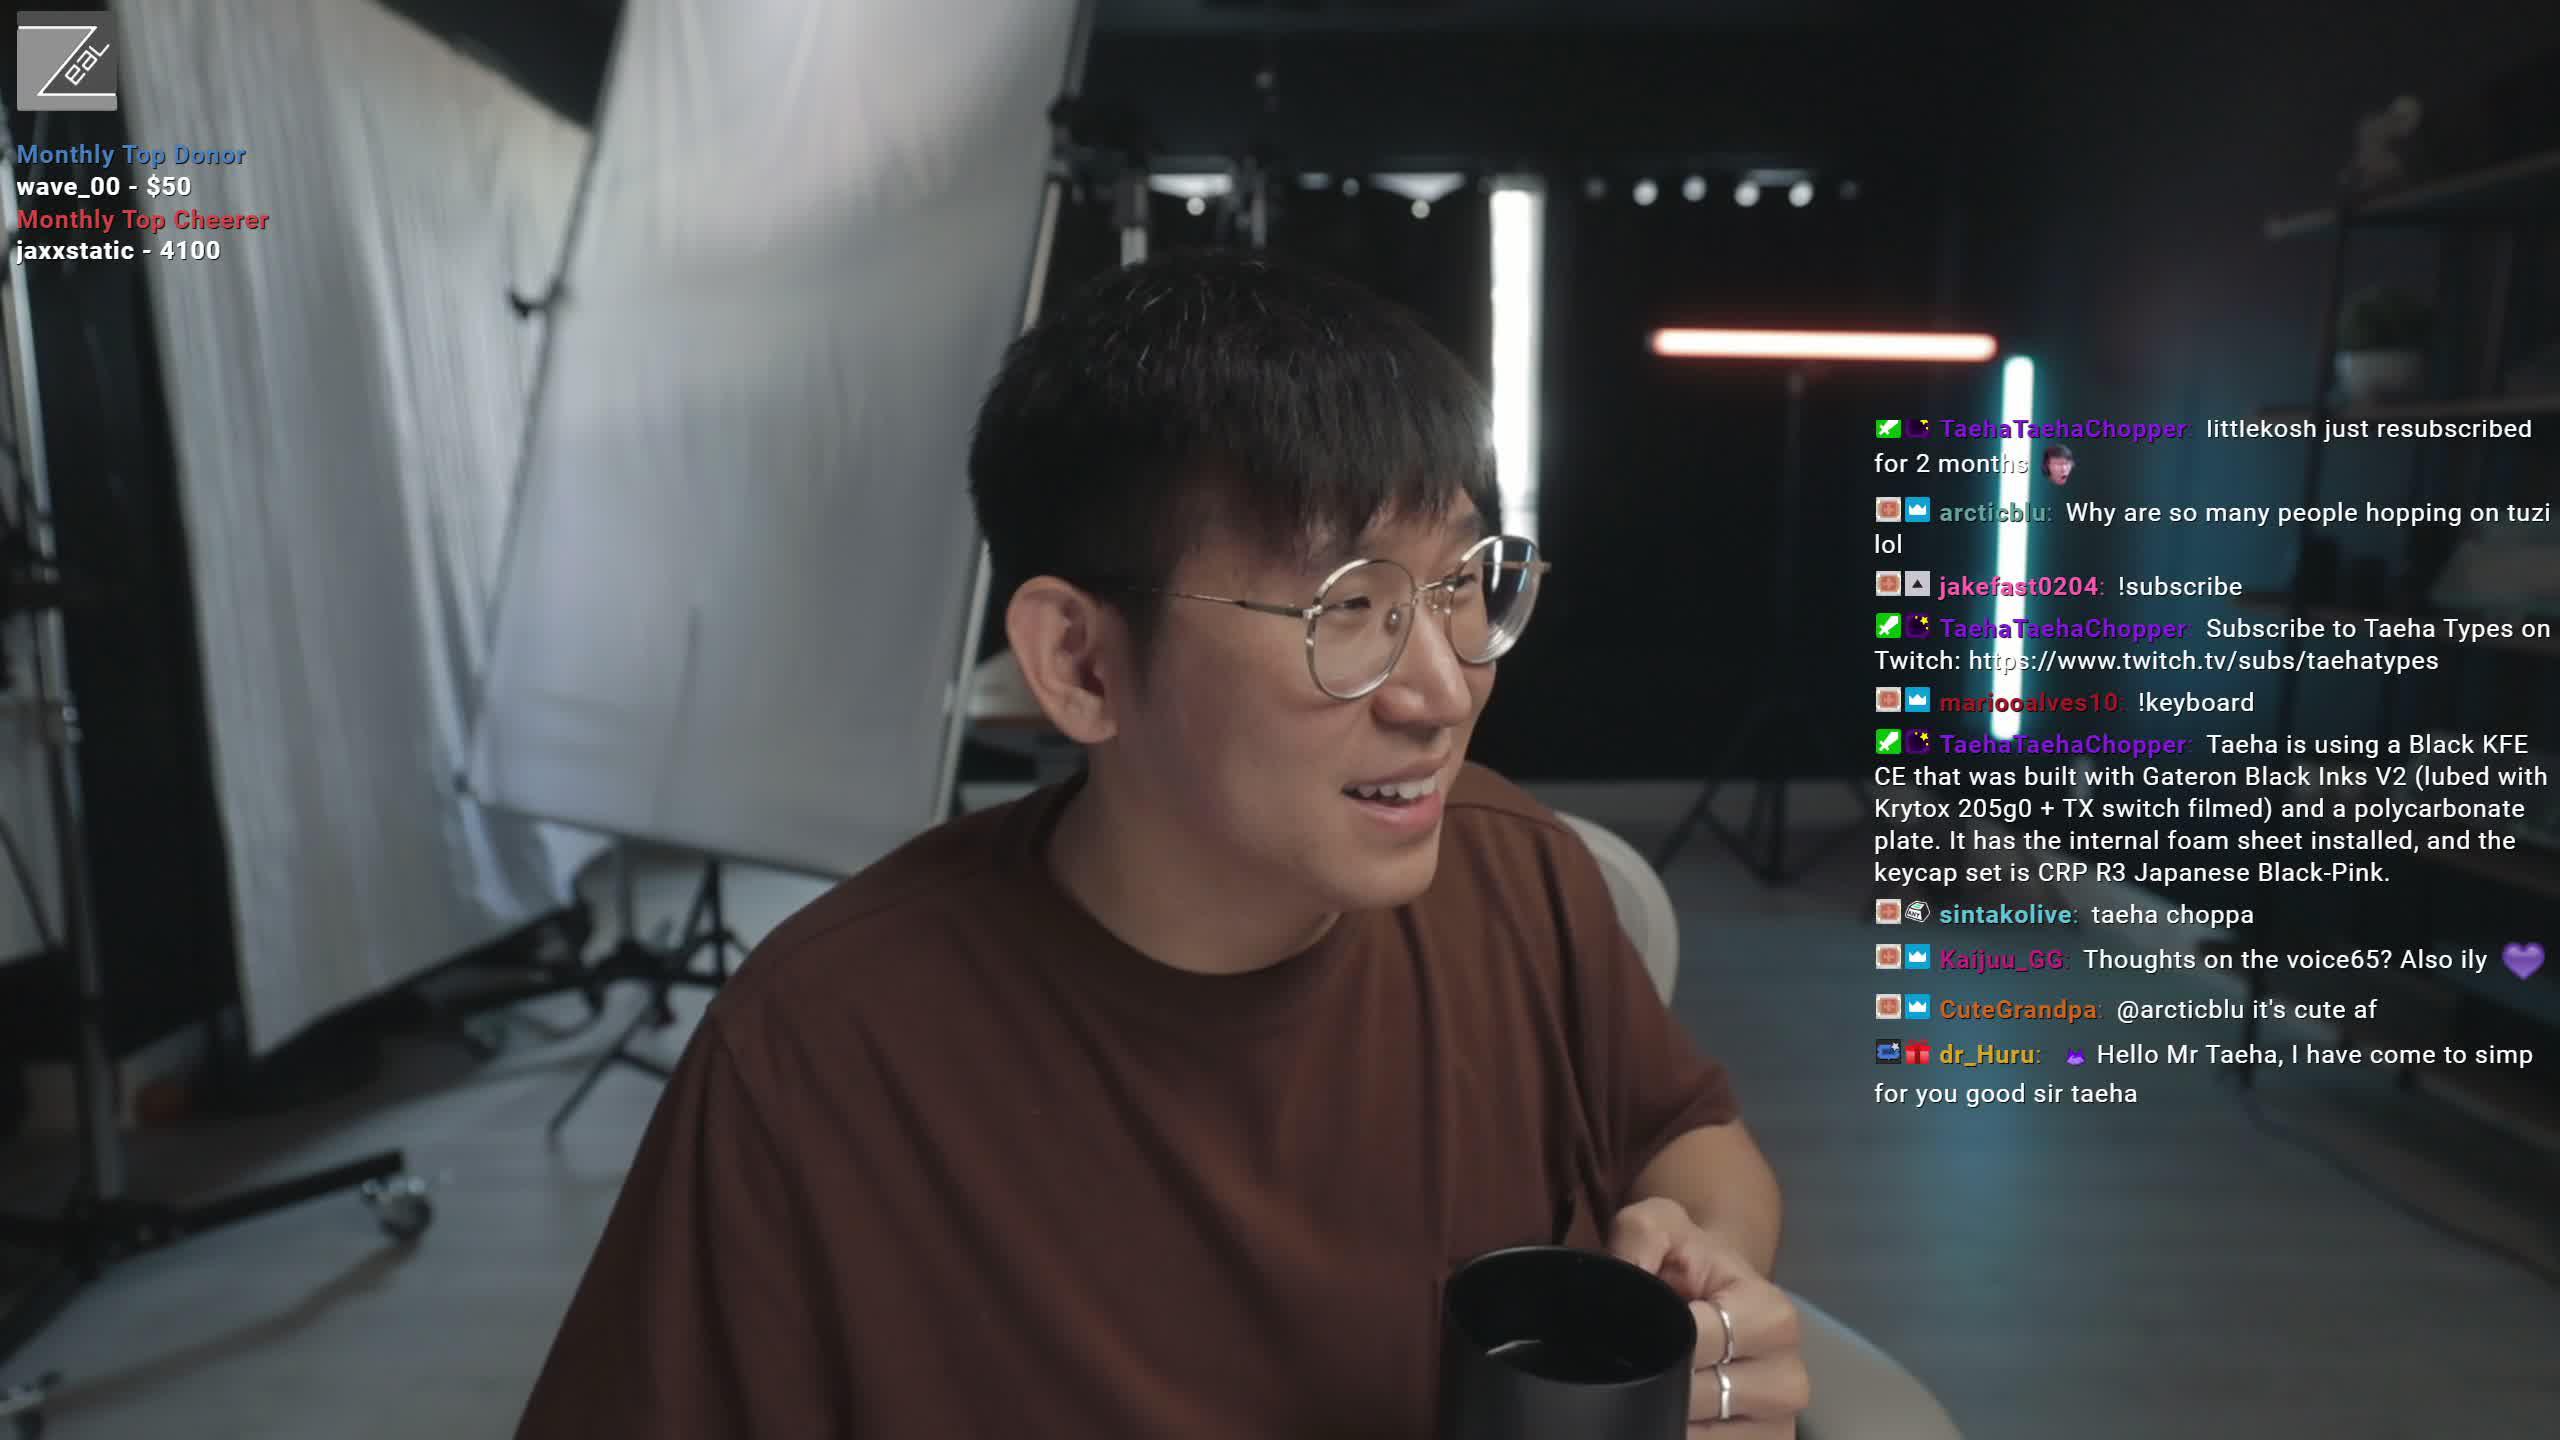 Zeal
Monthly Top Donor
wave_00 - $50
Monthly Top Cheerer
jaxxstatic - 4100
TaehaTaehaChopper: littlekosh just resubscribed
for 2 months
arcticblu: Why are so many people hopping on tuzi
lol
jakefast0204: !subscribe
TaehaTaehaChopper: Subscribe to Taeha Types on
Twitch: https://www.twitch.tv/subs/taehatypes
mariooalves10: !keyboard
TaehaTaehaChopper: Taeha is using a Black KFE
CE that was built with Gateron Black Inks V2 (lubed with
Krytox 205g0 + TX switch filmed) and a polycarbonate
plate. It has the internal foam sheet installed, and the
keycap set is CRP R3 Japanese Black-Pink.
sintakolive: taeha choppa
Kaijuu_GG: Thoughts on the voice65? Also ily
CuteGrandpa: @arcticblu it's cute af
dr_Huru: Hello Mr Taeha, I have come to simp
for you good sir taeha